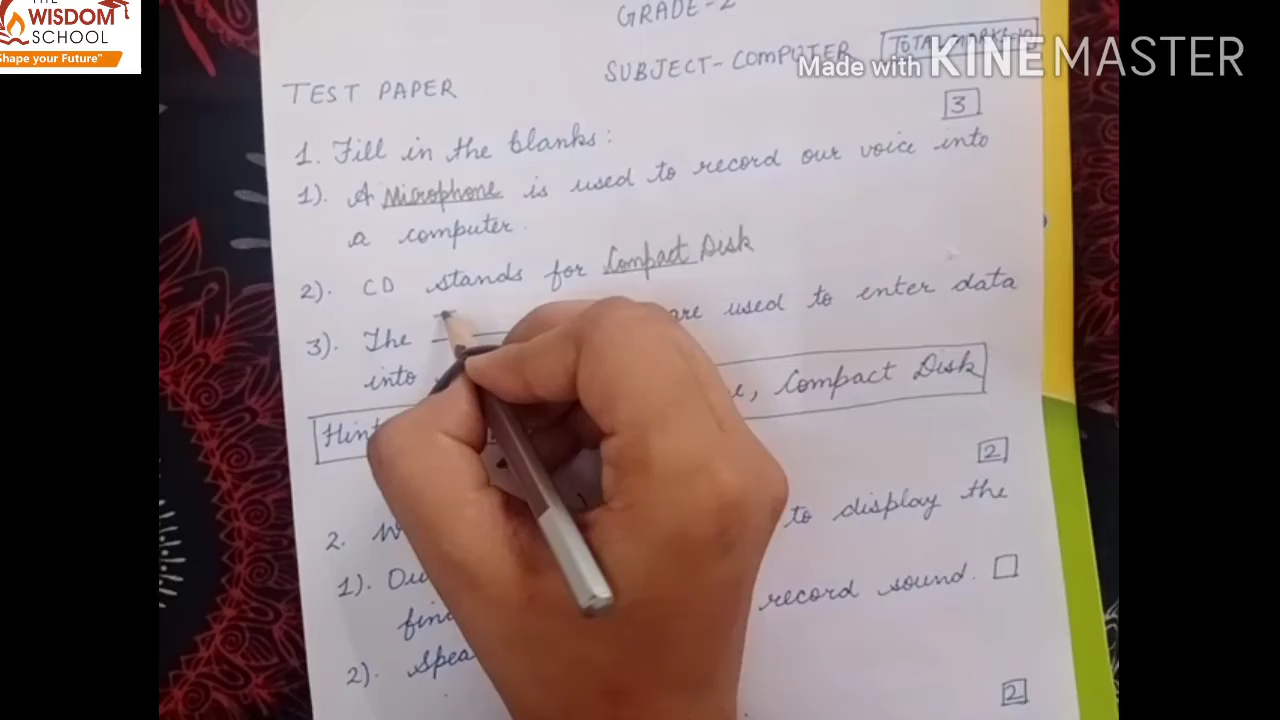 THE
WISDOM
SCHOOL
Shape your Future"
GRADE-2
SUBJECT-COMPUTER
TOTAL MARKS-10
Made with KINEMASTER
TEST PAPER
3
1. Fill in the blanks:
1). A Microphone is used to record our voice into
a computer.
2). CD stands for Compact Disk
3). The are used to enter data
into
Hint Compact Disk
2
2. to display the
1).
record sound.
2).
2